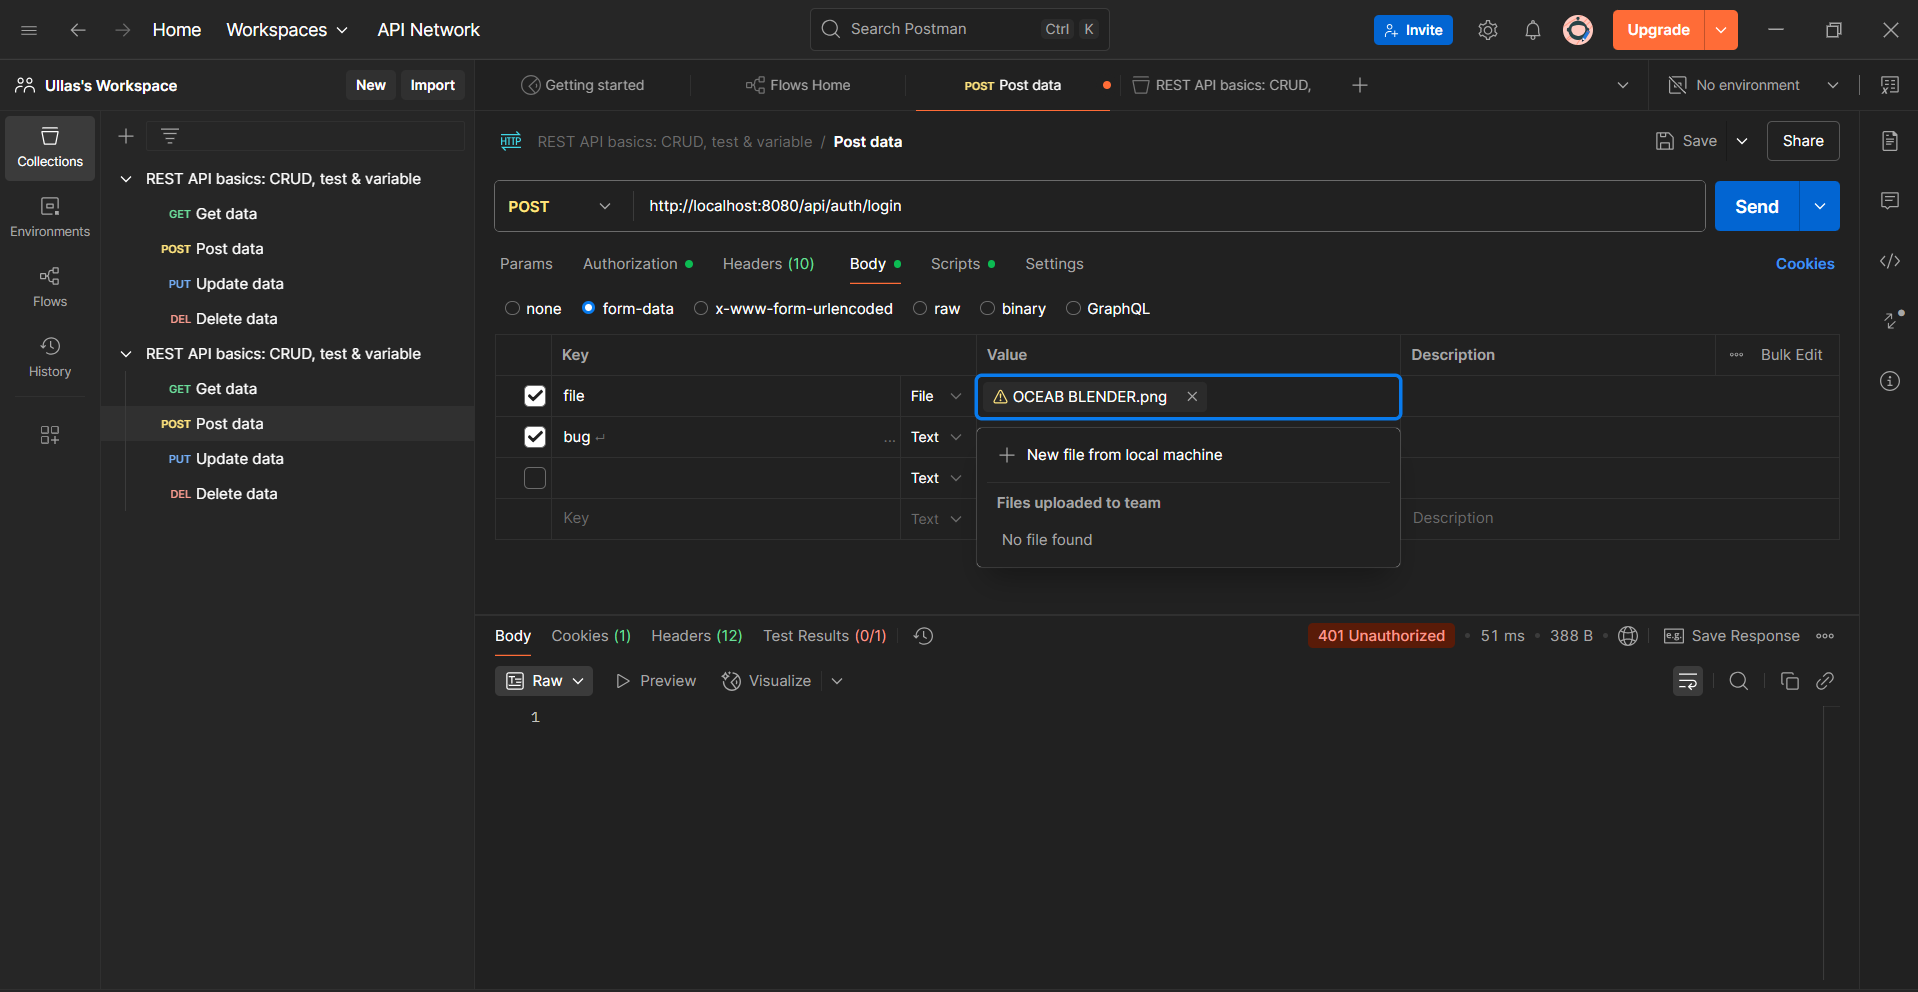 Home Workspaces API Network Search Postman Ctrl K Invite Upgrade
Ullas's Workspace New Import Getting started Flows Home POST Post data REST API basics: CRUD, No environment
Collections
Environments
Flows
History
REST API basics: CRUD, test & variable
GET Get data
POST Post data
PUT Update data
DEL Delete data
REST API basics: CRUD, test & variable
GET Get data
POST Post data
PUT Update data
DEL Delete data
HTTP REST API basics: CRUD, test & variable / Post data Save Share
POST http://localhost:8080/api/auth/login Send
Params Authorization Headers (10) Body Scripts Settings Cookies
none form-data x-www-form-urlencoded raw binary GraphQL
Key Value Description Bulk Edit
file File OCEAB BLENDER.png
bug ↵ ... Text
Text
Key Text Description
New file from local machine
Files uploaded to team
No file found
Body Cookies (1) Headers (12) Test Results (0/1) 401 Unauthorized • 51 ms • 388 B • e.g. Save Response
Raw Preview Visualize
1